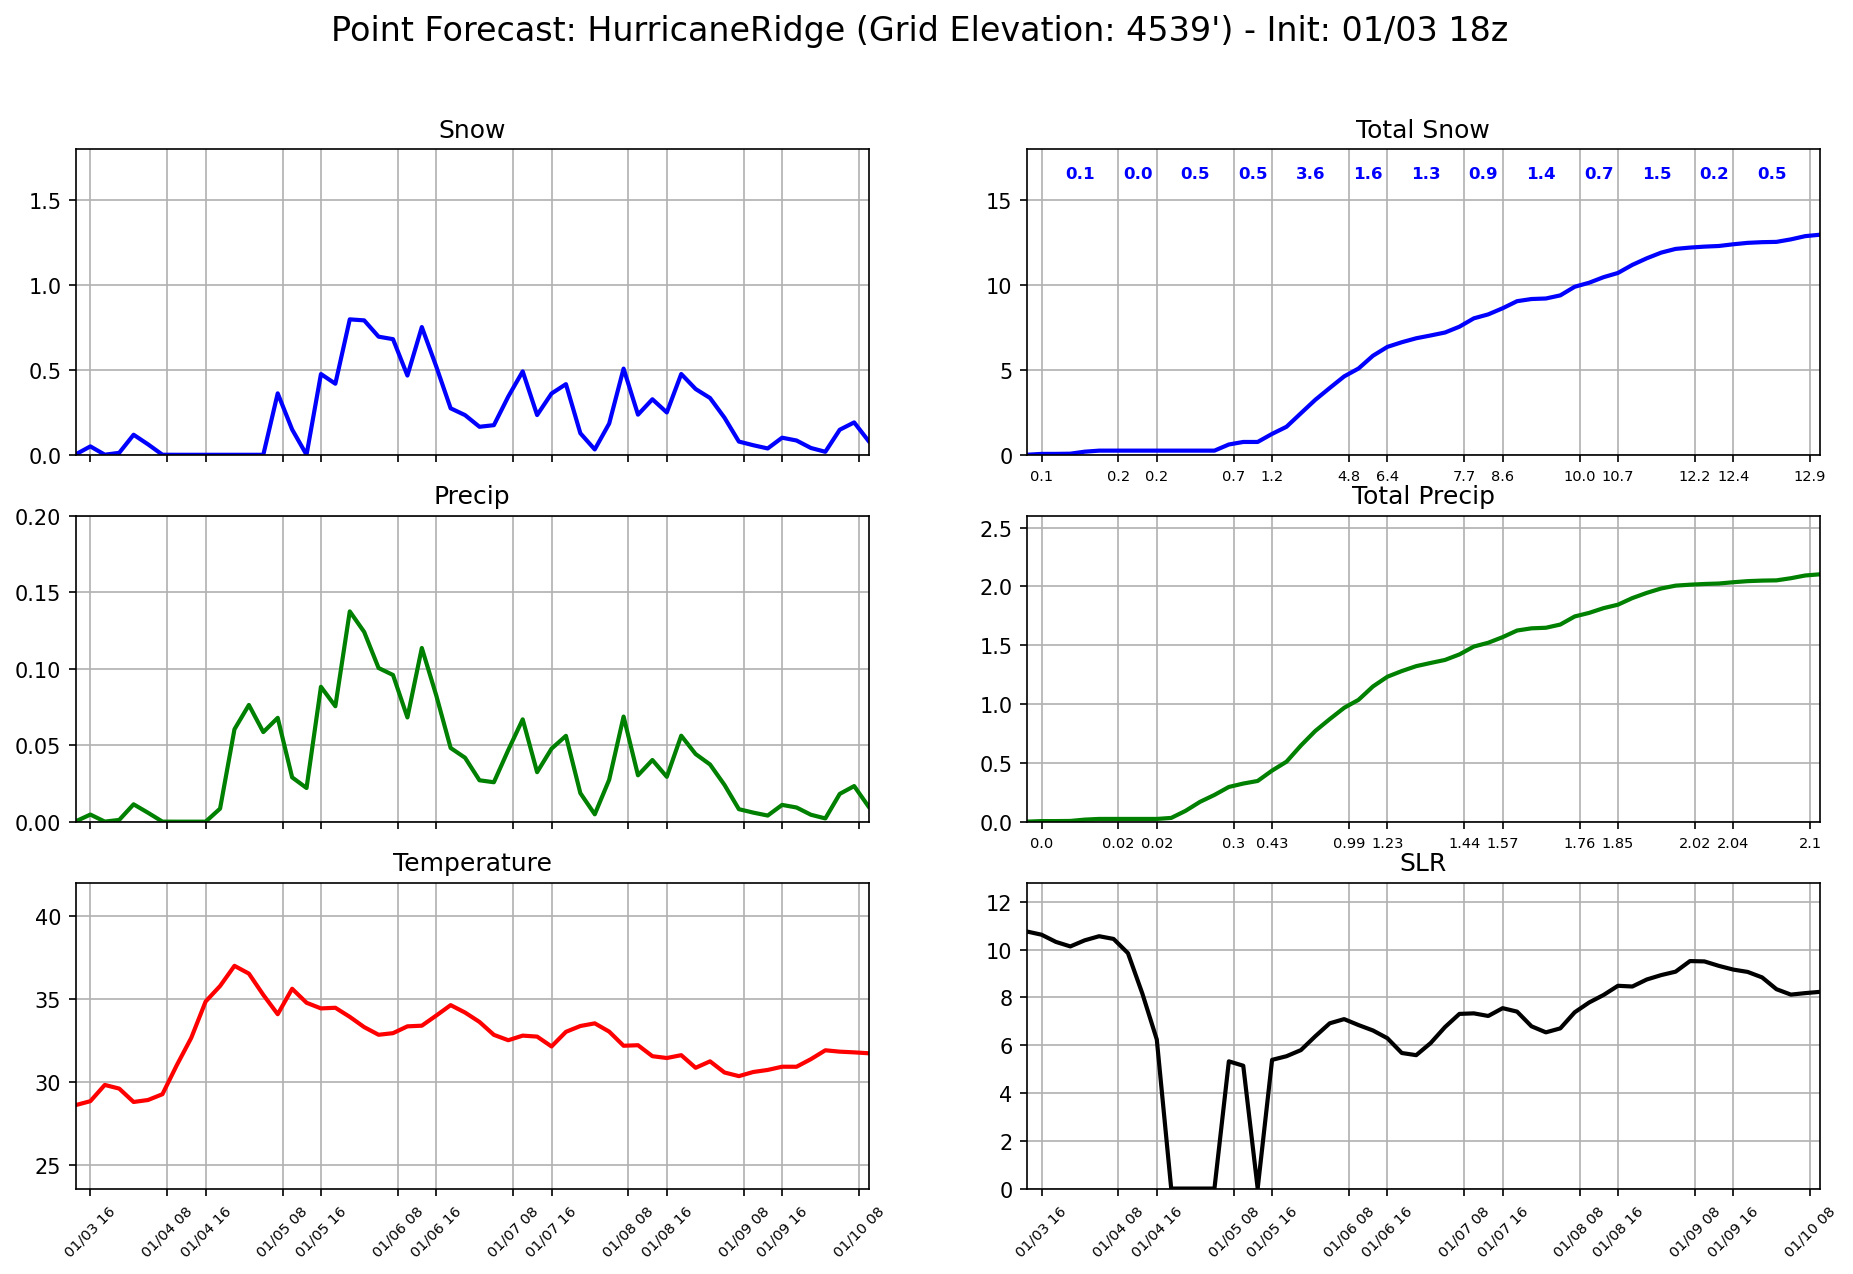 Point Forecast: HurricaneRidge (Grid Elevation: 4539') - Init: 01/03 18z
Snow
1.5
1.0
0.5
0.0
Total Snow
0.1 0.0 0.5 0.5 3.6 1.6 1.3 0.9 1.4 0.7 1.5 0.2 0.5
15
10
5
0
0.1 0.2 0.2 0.7 1.2 4.8 6.4 7.7 8.6 10.0 10.7 12.2 12.4 12.9
Precip
0.20
0.15
0.10
0.05
0.00
Total Precip
2.5
2.0
1.5
1.0
0.5
0.0
0.0 0.02 0.02 0.3 0.43 0.99 1.23 1.44 1.57 1.76 1.85 2.02 2.04 2.1
Temperature
40
35
30
25
01/03 16 01/04 08 01/04 16 01/05 08 01/05 16 01/06 08 01/06 16 01/07 08 01/07 16 01/08 08 01/08 16 01/09 08 01/09 16 01/10 08
SLR
12
10
8
6
4
2
0
01/03 16 01/04 08 01/04 16 01/05 08 01/05 16 01/06 08 01/06 16 01/07 08 01/07 16 01/08 08 01/08 16 01/09 08 01/09 16 01/10 08